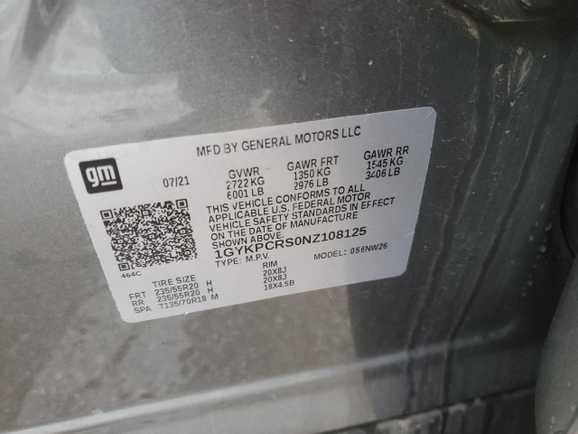 MFD BY GENERAL MOTORS LLC
gm
07/21
GVWR GAWR FRT GAWR RR
2722 KG 1350 KG 1545 KG
6001 LB 2976 LB 3406 LB
THIS VEHICLE CONFORMS TO ALL
APPLICABLE U.S. FEDERAL MOTOR
VEHICLE SAFETY STANDARDS IN EFFECT
ON THE DATE OF MANUFACTURE
SHOWN ABOVE.
1GYKPCRS0NZ108125
464C
TYPE: M.P.V. MODEL: 056NW26
TIRE SIZE RIM
FRT 235/55R20 H 20X8J
RR 235/55R20 H 20X8J
SPA T135/70R18 M 18X4.5B